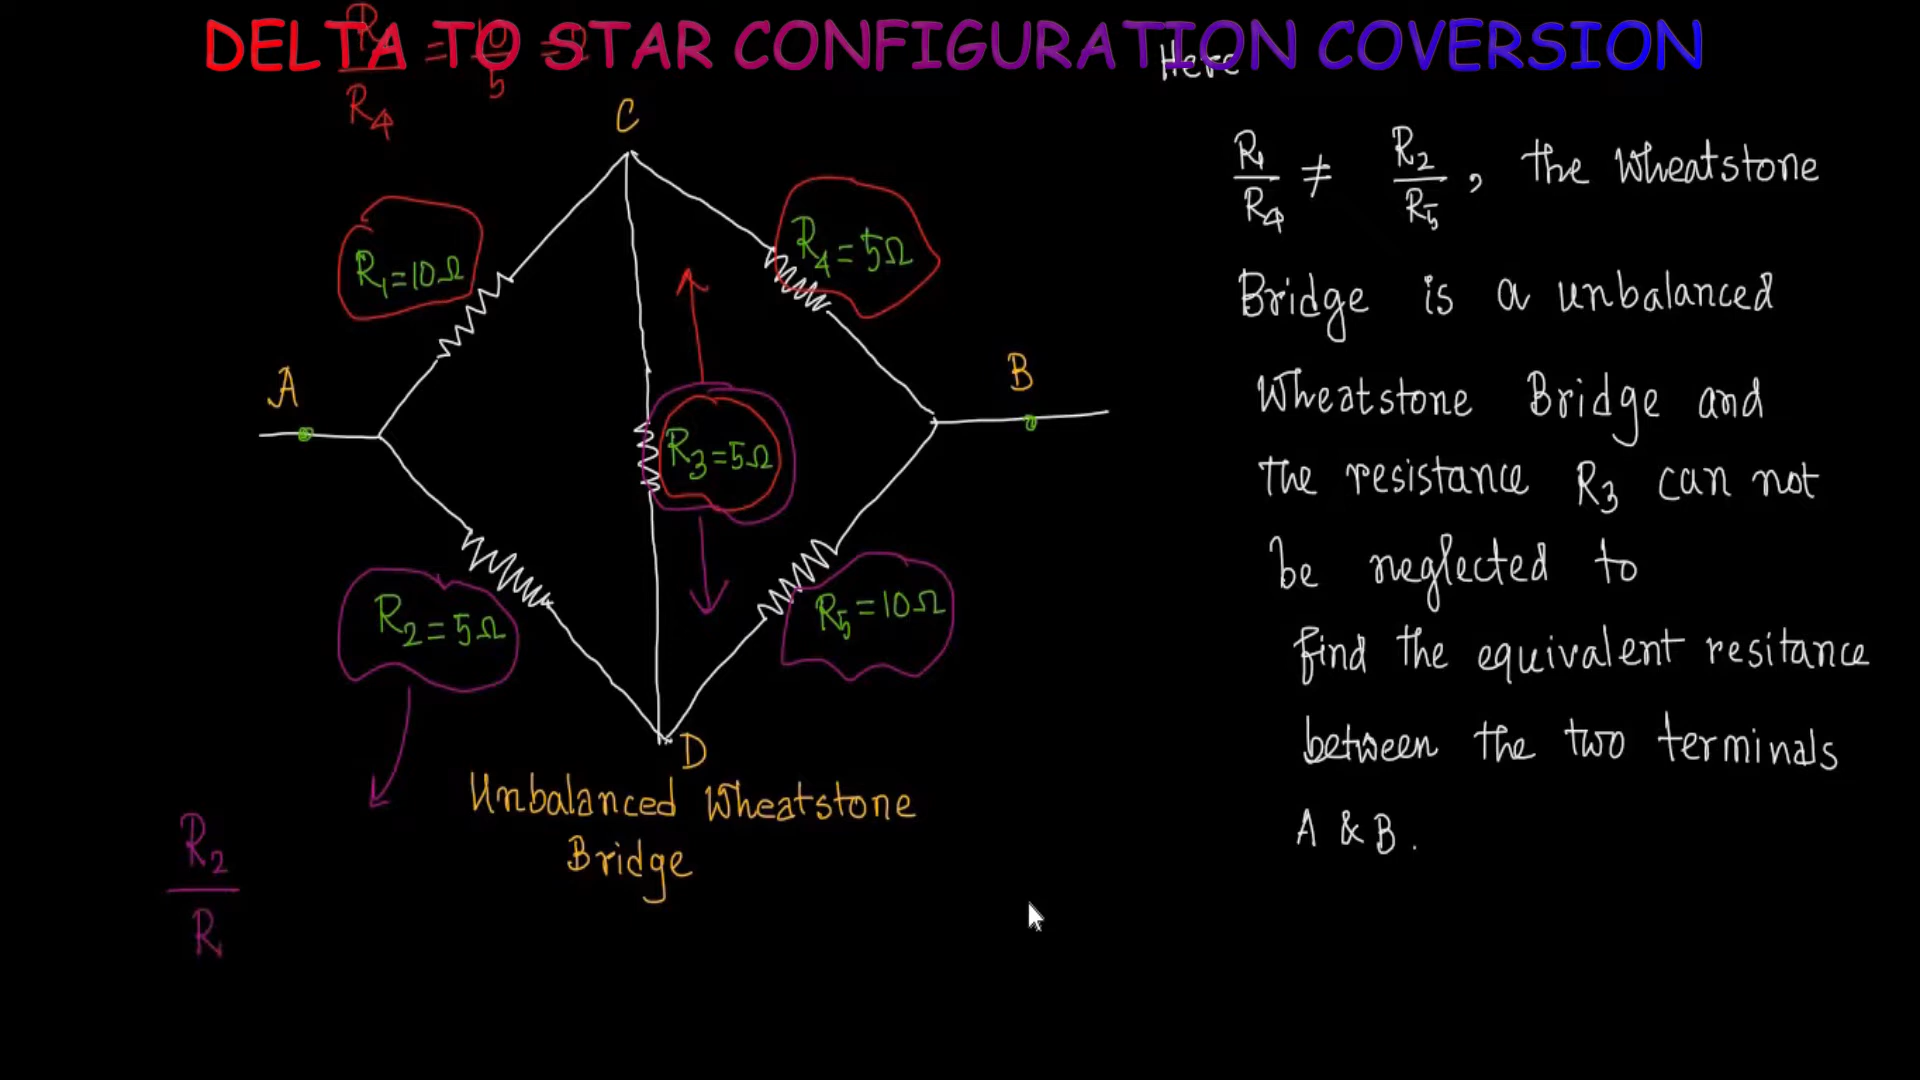 DELTA TO STAR CONFIGURATION COVERSION
R₄ = 5
Here
C
R₁/R₄ ≠ R₂/R₅, the Wheatstone
R₁=10Ω
R₄=5Ω
Bridge is a unbalanced
A
B
Wheatstone Bridge and
R₃=5Ω
the resistance R₃ can not
be neglected to
R₂=5Ω
R₅=10Ω
find the equivalent resitance
D
between the two terminals
Unbalanced Wheatstone
Bridge
A & B.
R₂
R